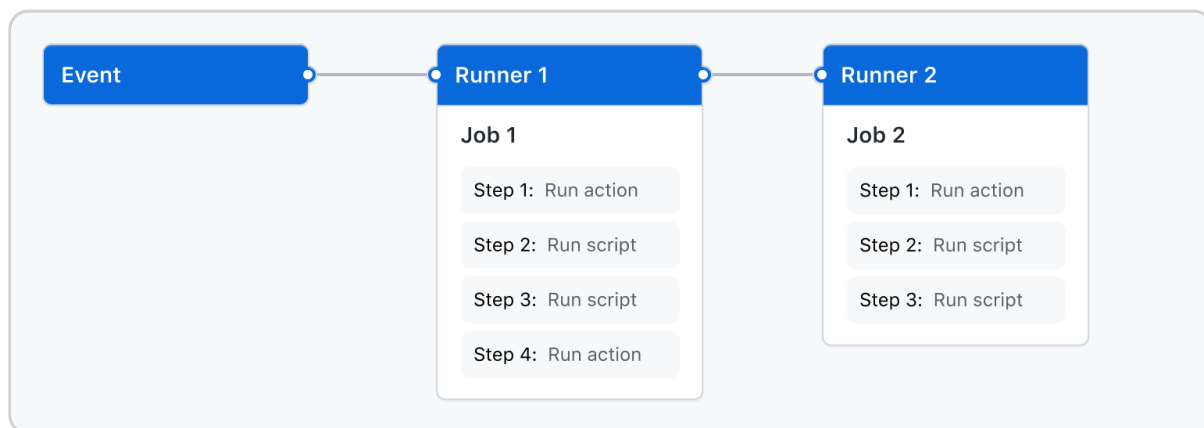 Event
Runner 1
Job 1
Step 1: Run action
Step 2: Run script
Step 3: Run script
Step 4: Run action
Runner 2
Job 2
Step 1: Run action
Step 2: Run script
Step 3: Run script